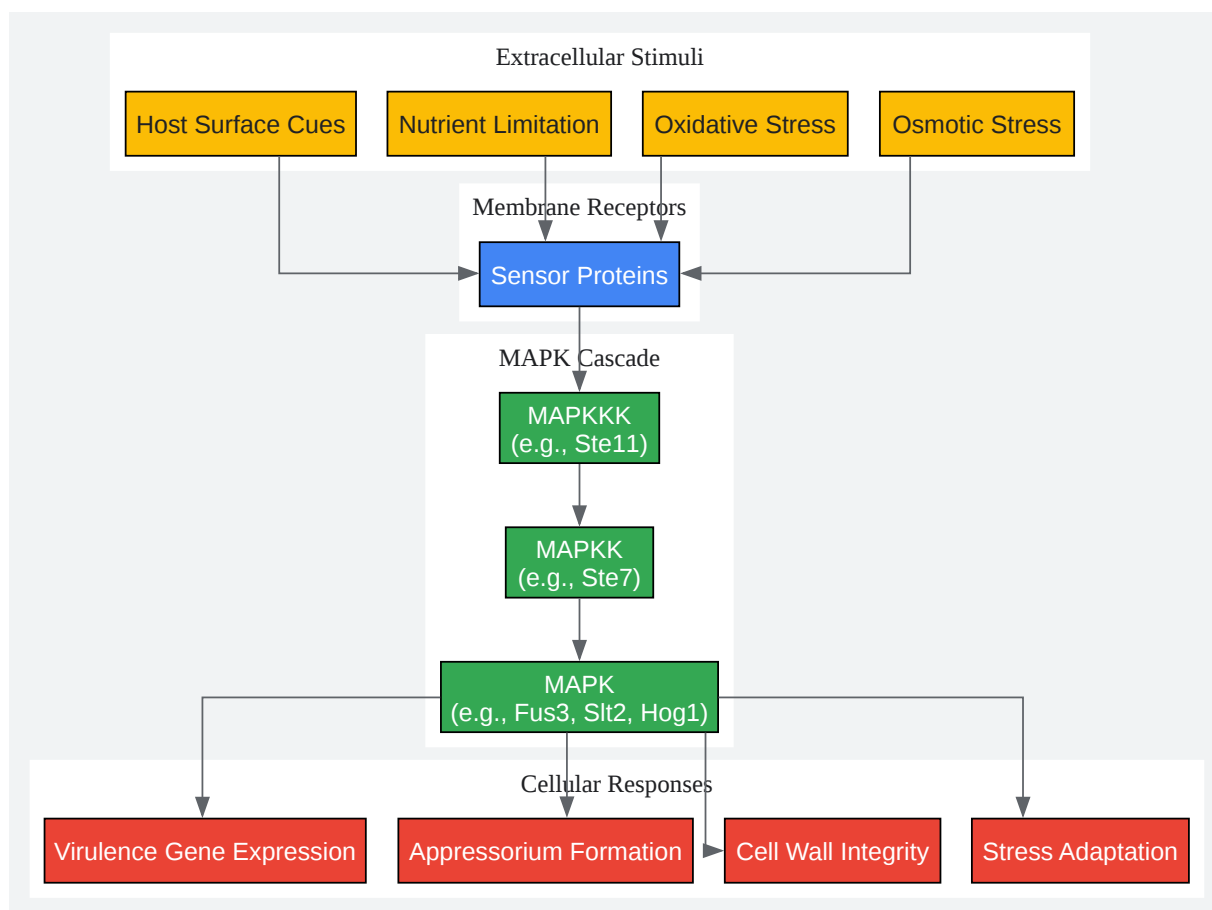 Extracellular Stimuli
Host Surface Cues
Nutrient Limitation
Oxidative Stress
Osmotic Stress
Membrane Receptors
Sensor Proteins
MAPK Cascade
MAPKKK
(e.g., Ste11)
MAPKK
(e.g., Ste7)
MAPK
(e.g., Fus3, Slt2, Hog1)
Cellular Responses
Virulence Gene Expression
Appressorium Formation
Cell Wall Integrity
Stress Adaptation